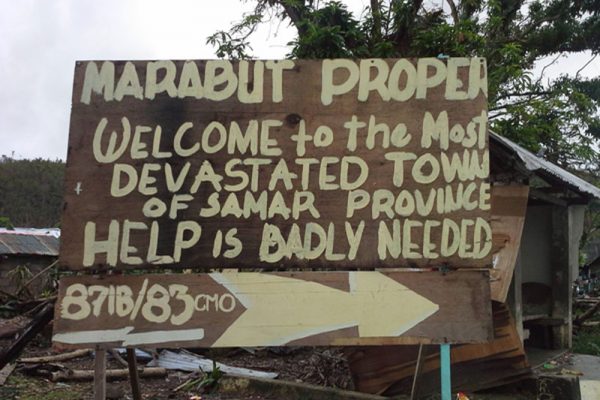 MARABUT PROPER
WELCOME to the Most
DEVASTATED TOWN
OF SAMAR PROVINCE
HELP is BADLY NEEDED
871B/83 CMO